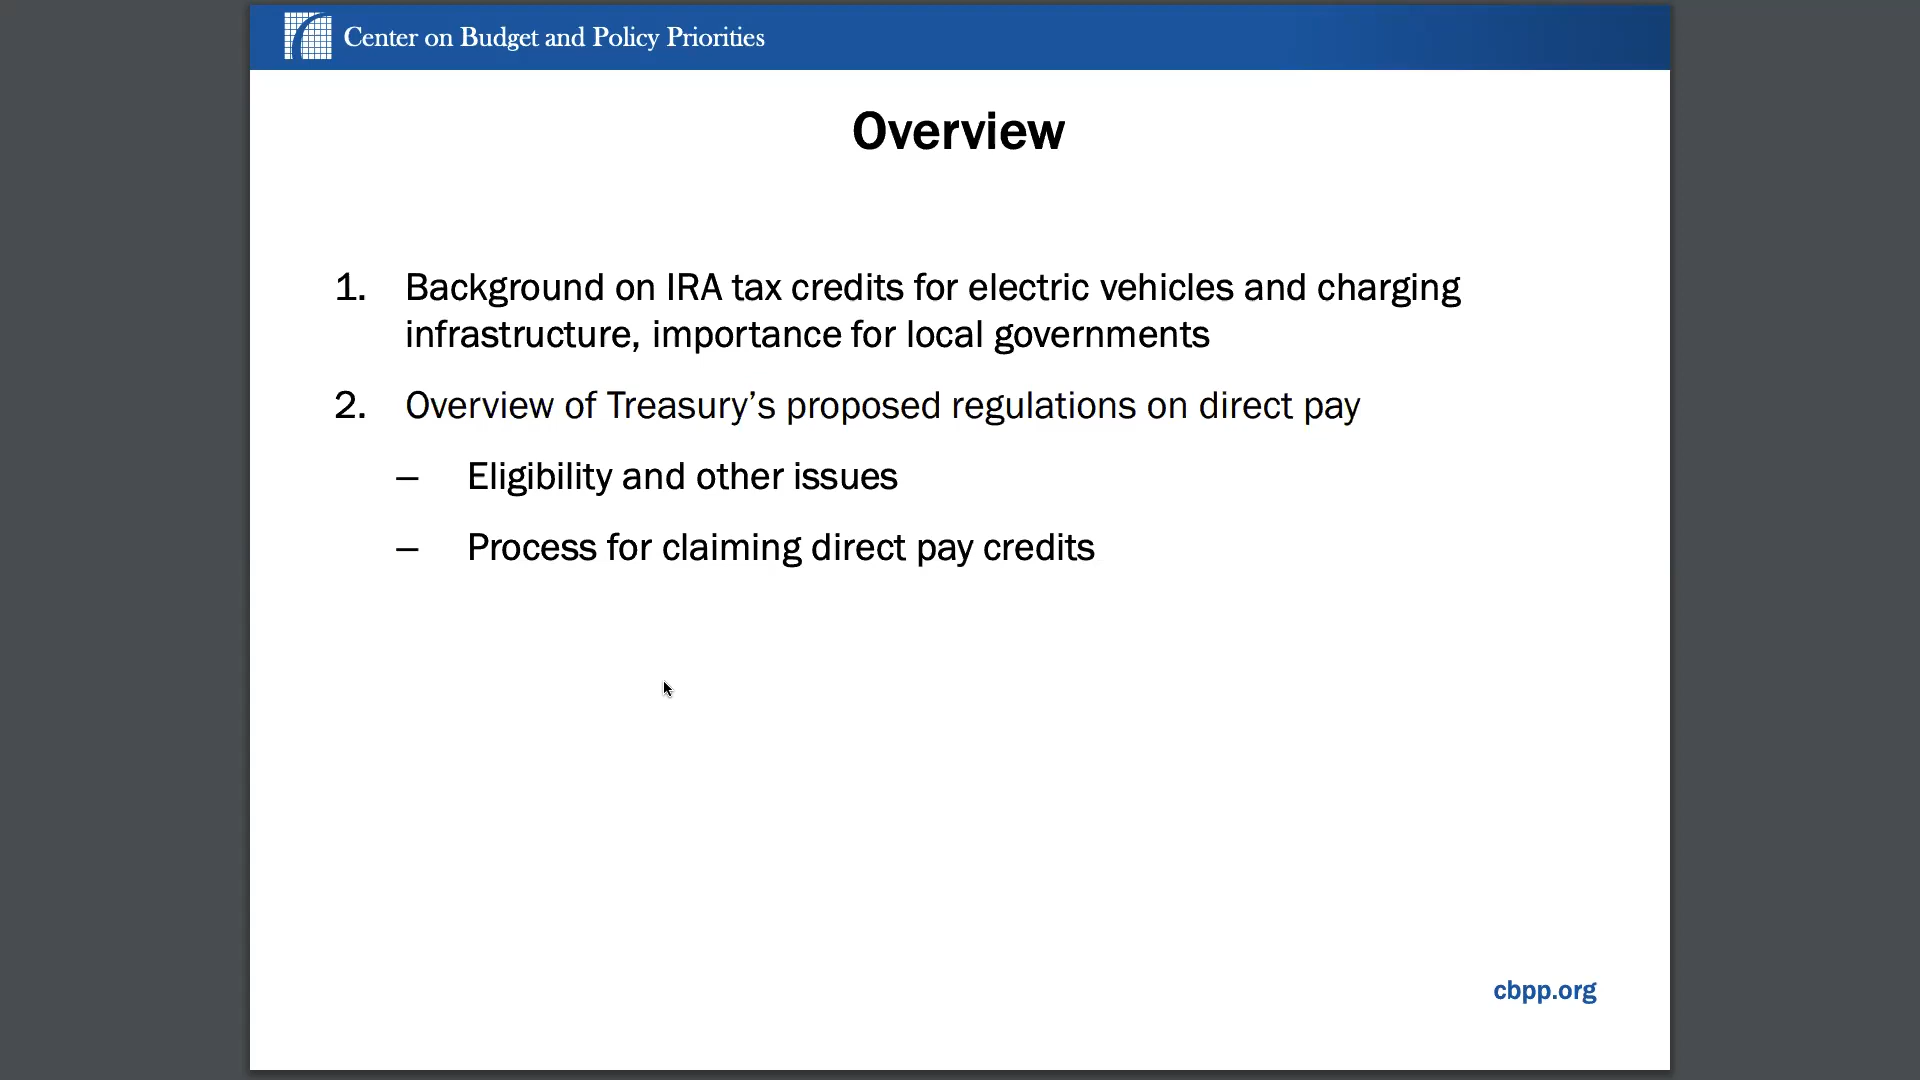 Center on Budget and Policy Priorities
Overview
1. Background on IRA tax credits for electric vehicles and charging
infrastructure, importance for local governments
2. Overview of Treasury’s proposed regulations on direct pay
– Eligibility and other issues
– Process for claiming direct pay credits
cbpp.org